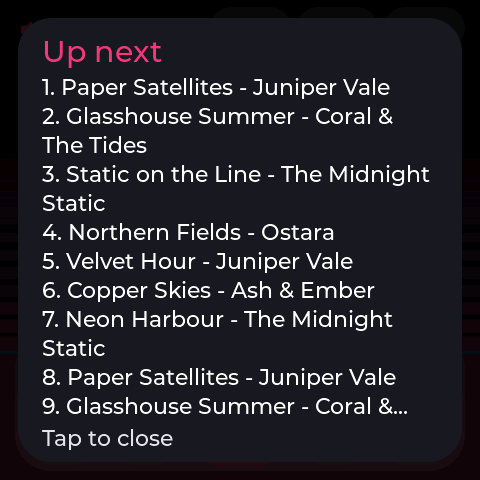 Up next
1. Paper Satellites - Juniper Vale
2. Glasshouse Summer - Coral &
The Tides
3. Static on the Line - The Midnight
Static
4. Northern Fields - Ostara
5. Velvet Hour - Juniper Vale
6. Copper Skies - Ash & Ember
7. Neon Harbour - The Midnight
Static
8. Paper Satellites - Juniper Vale
9. Glasshouse Summer - Coral &...
Tap to close